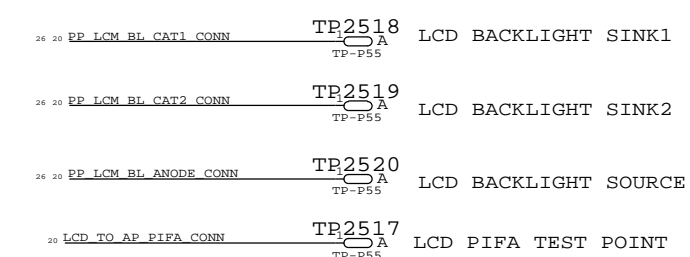 TP2518
26 20 PP_LCM_BL_CAT1_CONN 1 A LCD BACKLIGHT SINK1
TP-P55
TP2519
26 20 PP_LCM_BL_CAT2_CONN 1 A LCD BACKLIGHT SINK2
TP-P55
TP2520
26 20 PP_LCM_BL_ANODE_CONN 1 A LCD BACKLIGHT SOURCE
TP-P55
TP2517
20 LCD_TO_AP_PIFA_CONN 1 A LCD PIFA TEST POINT
TP-P55